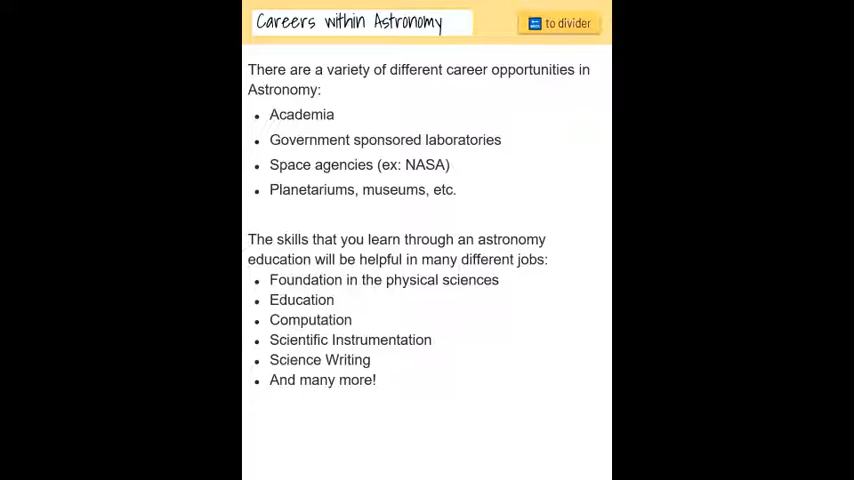 Careers within Astronomy
to divider
There are a variety of different career opportunities in
Astronomy:
• Academia
• Government sponsored laboratories
• Space agencies (ex: NASA)
• Planetariums, museums, etc.
The skills that you learn through an astronomy
education will be helpful in many different jobs:
• Foundation in the physical sciences
• Education
• Computation
• Scientific Instrumentation
• Science Writing
• And many more!